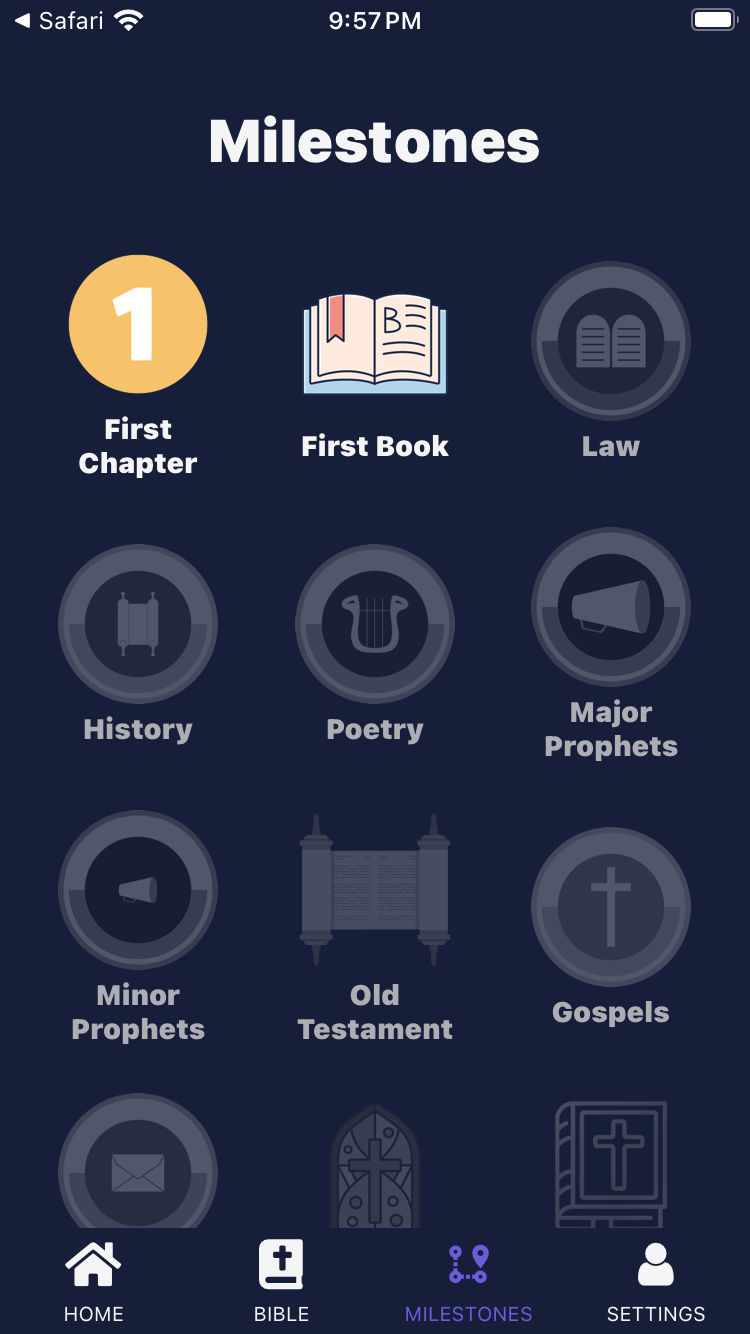 Safari
9:57 PM
Milestones
1
B
First
Chapter
First Book
Law
History
Poetry
Major
Prophets
Minor
Prophets
Old
Testament
Gospels
HOME
BIBLE
MILESTONES
SETTINGS